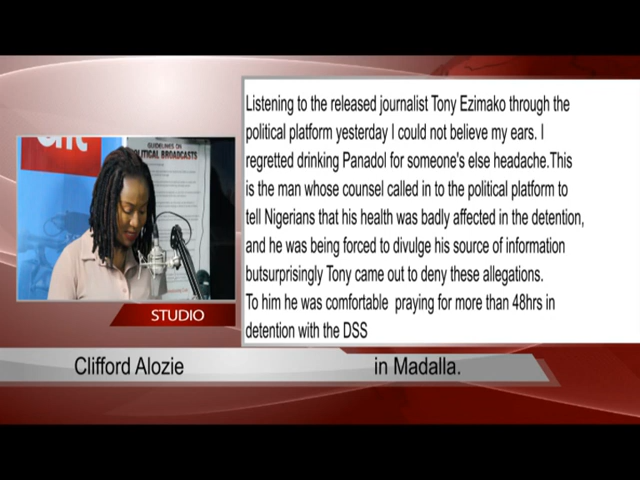 Listening to the released journalist Tony Ezimako through the
political platform yesterday I could not believe my ears. I
regretted drinking Panadol for someone's else headache.This
is the man whose counsel called in to the political platform to
tell Nigerians that his health was badly affected in the detention,
and he was being forced to divulge his source of information
butsurprisingly Tony came out to deny these allegations.
To him he was comfortable praying for more than 48hrs in
detention with the DSS
GUIDELINES ON
POLITICAL BROADCASTS
STUDIO
Clifford Alozie in Madalla.